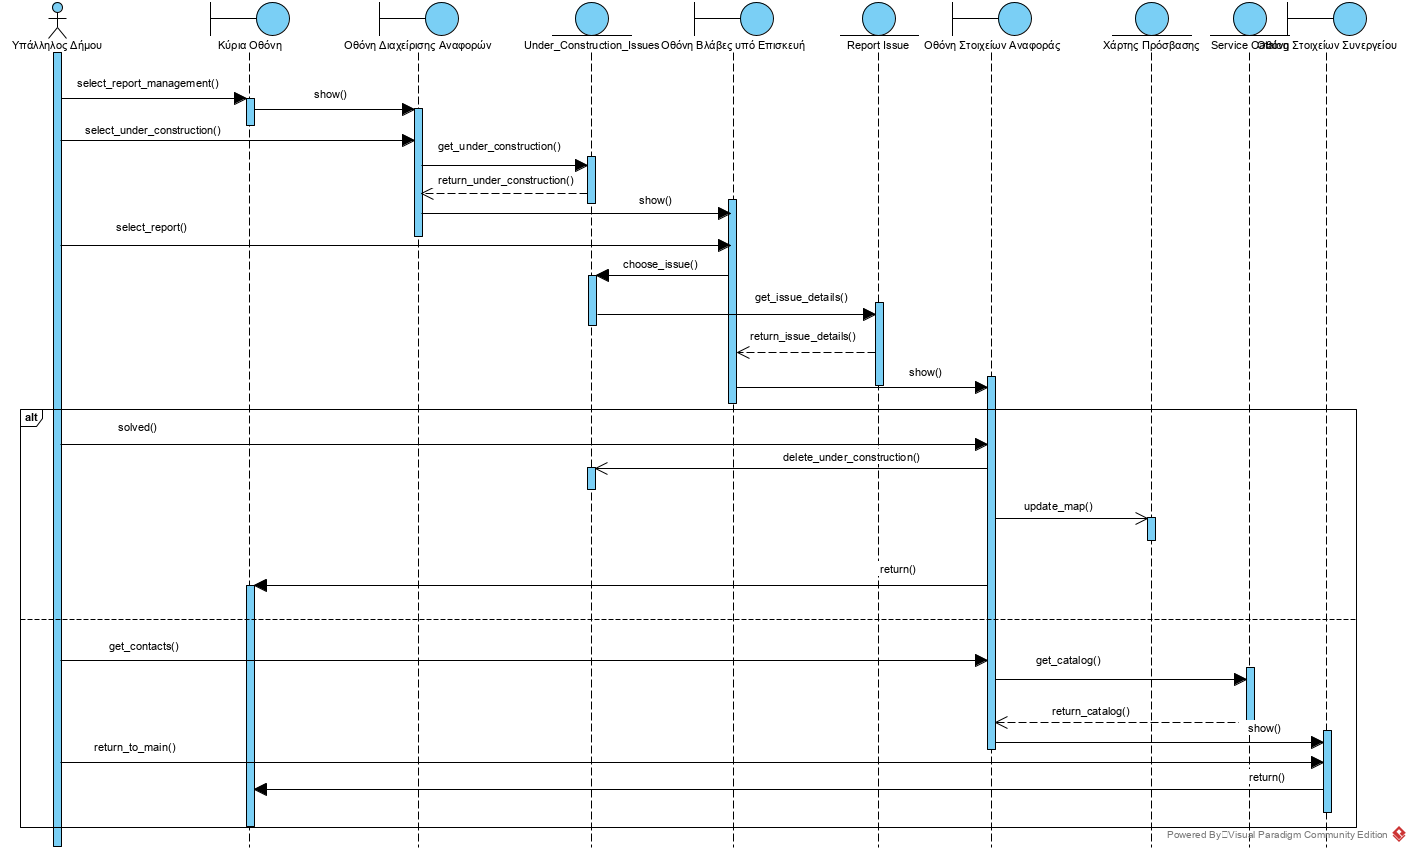 Υπάλληλος Δήμου
Κύρια Οθόνη
Οθόνη Διαχείρισης Αναφορών
Under_Construction_Issues
Οθόνη Βλάβες υπό Επισκευή
Report Issue
Οθόνη Στοιχείων Αναφοράς
Χάρτης Πρόσβασης
Service Catalog
Οθόνη Στοιχείων Συνεργείου
select_report_management()
show()
select_under_construction()
get_under_construction()
return_under_construction()
show()
select_report()
choose_issue()
get_issue_details()
return_issue_details()
show()
alt
solved()
delete_under_construction()
update_map()
return()
get_contacts()
get_catalog()
return_catalog()
show()
return_to_main()
return()
Powered By Visual Paradigm Community Edition